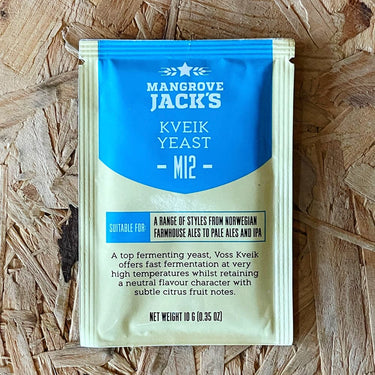 MANGROVE
JACK'S
KVEIK
YEAST
- M12 -
SUITABLE FOR: A RANGE OF STYLES FROM NORWEGIAN
FARMHOUSE ALES TO PALE ALES AND IPA
A top fermenting yeast, Voss Kveik
offers fast fermentation at very
high temperatures whilst retaining
a neutral flavour character with
subtle citrus fruit notes.
NET WEIGHT 10 G (0.35 OZ)